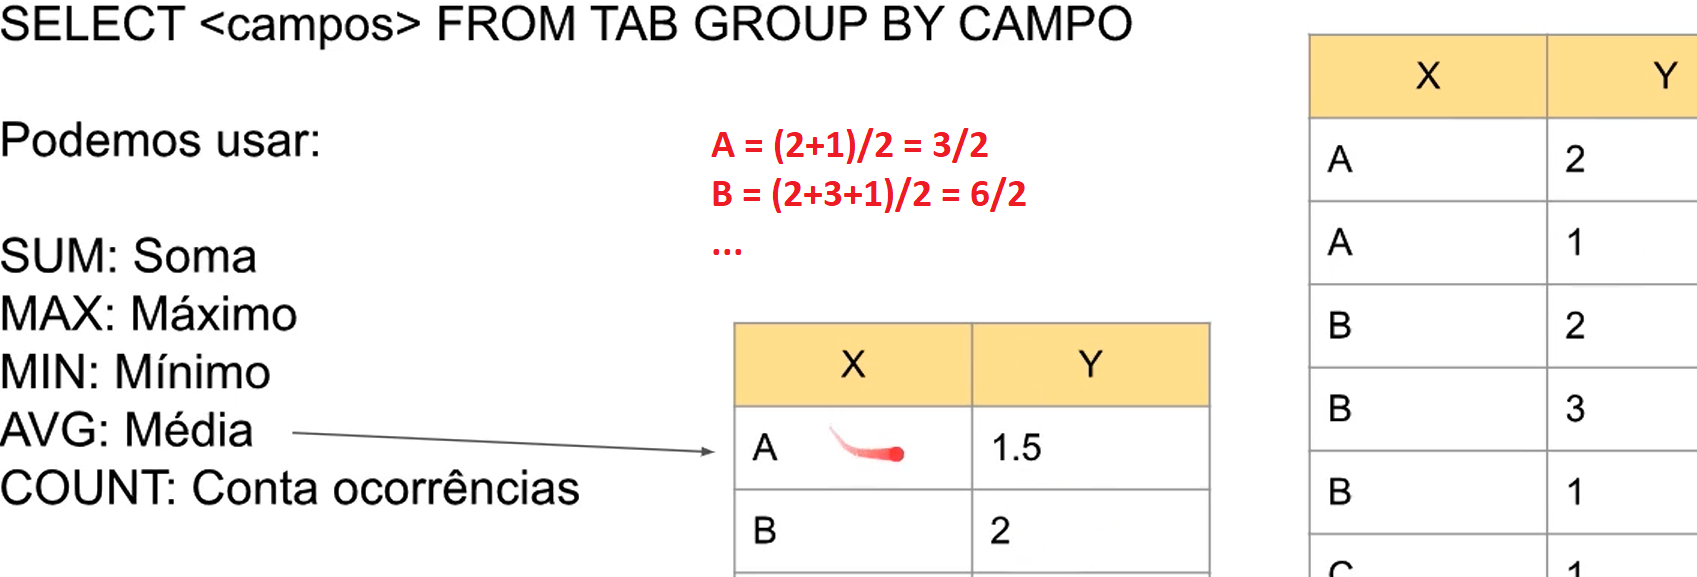 SELECT <campos> FROM TAB GROUP BY CAMPO
Podemos usar:
SUM: Soma
MAX: Máximo
MIN: Mínimo
AVG: Média
COUNT: Conta ocorrências
A = (2+1)/2 = 3/2
B = (2+3+1)/2 = 6/2
...
X Y
A 1.5
B 2
X Y
A 2
A 1
B 2
B 3
B 1
C 1